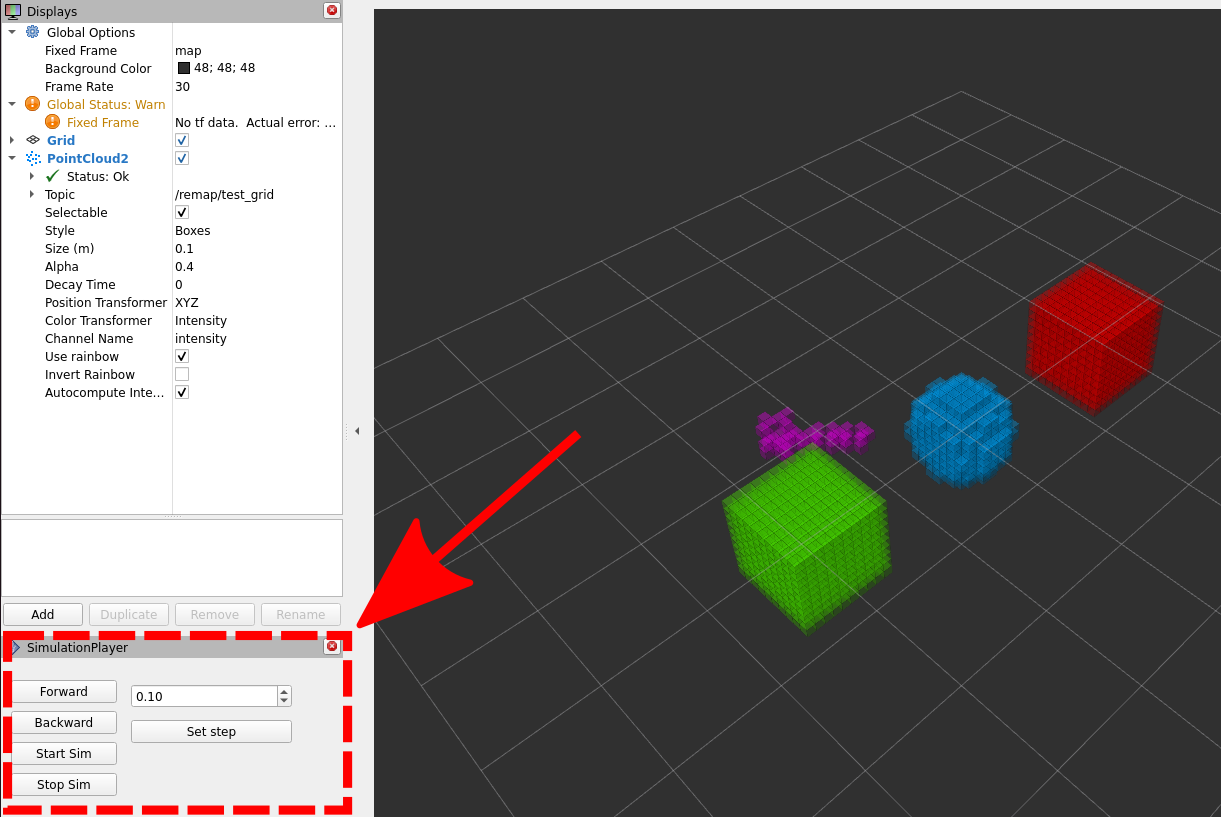 Displays
Global Options
Fixed Frame map
Background Color 48; 48; 48
Frame Rate 30
Global Status: Warn
Fixed Frame No tf data. Actual error: ...
Grid
PointCloud2
Status: Ok
Topic /remap/test_grid
Selectable
Style Boxes
Size (m) 0.1
Alpha 0.4
Decay Time 0
Position Transformer XYZ
Color Transformer Intensity
Channel Name intensity
Use rainbow
Invert Rainbow
Autocompute Inte...
Add Duplicate Remove Rename
SimulationPlayer
Forward 0.10
Backward Set step
Start Sim
Stop Sim